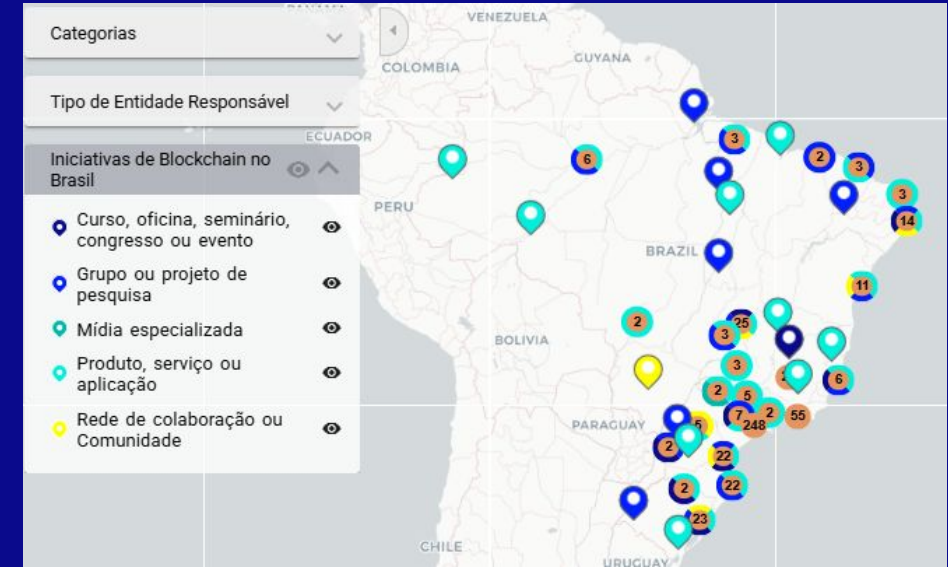 Categorias
Tipo de Entidade Responsável
Iniciativas de Blockchain no
Brasil
Curso, oficina, seminário,
congresso ou evento
Grupo ou projeto de
pesquisa
Mídia especializada
Produto, serviço ou
aplicação
Rede de colaboração ou
Comunidade
VENEZUELA
GUYANA
COLOMBIA
ECUADOR
PERU
BRAZIL
BOLIVIA
PARAGUAY
CHILE
URUGUAY
3
6
2
3
3
14
11
2
25
3
3
2
5
6
7
2
55
248
5
2
22
2
22
23